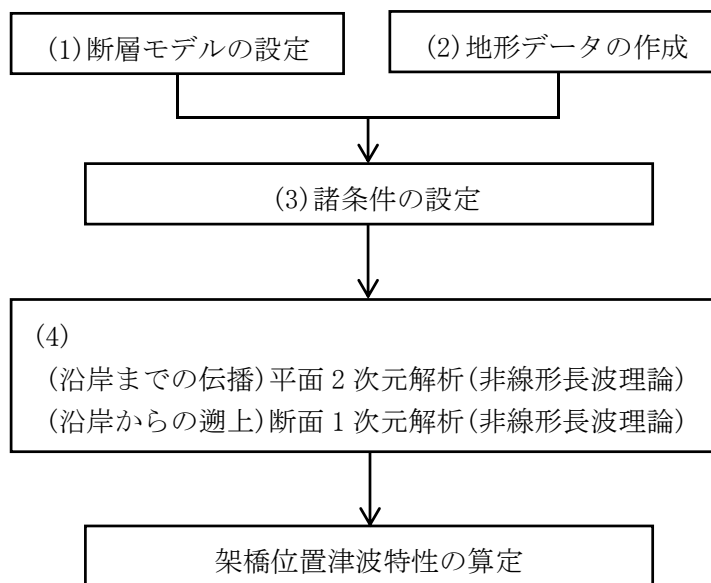 (1)断層モデルの設定
(2)地形データの作成
(3)諸条件の設定
(4)
(沿岸までの伝播)平面2次元解析(非線形長波理論)
(沿岸からの遡上)断面1次元解析(非線形長波理論)
架橋位置津波特性の算定